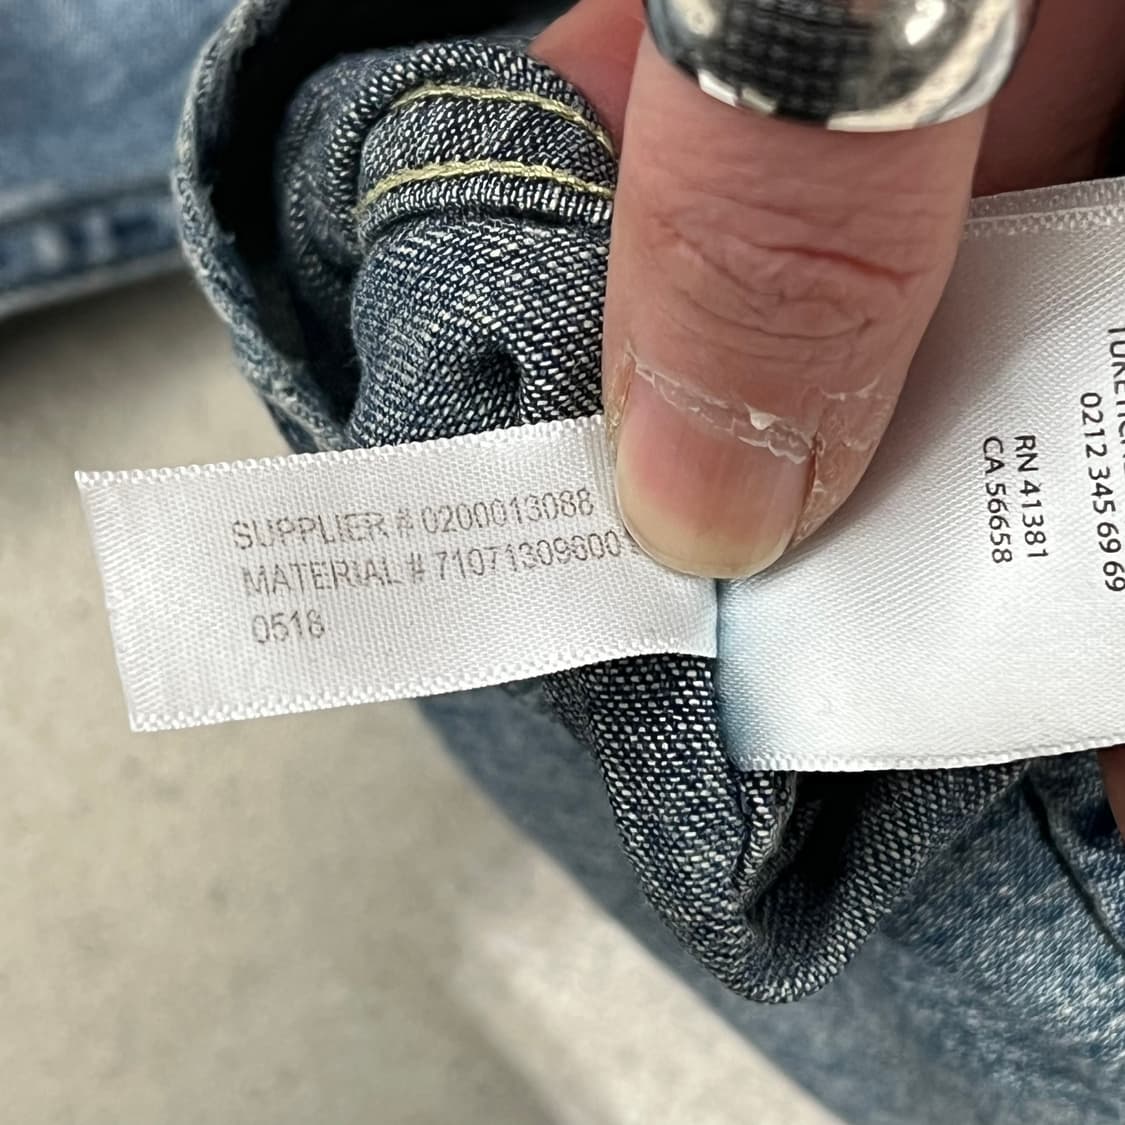 SUPPLIER # 0200013088
MATERIAL # 71071309600
0518
RN 41381
CA 56658
0212 345 69 69